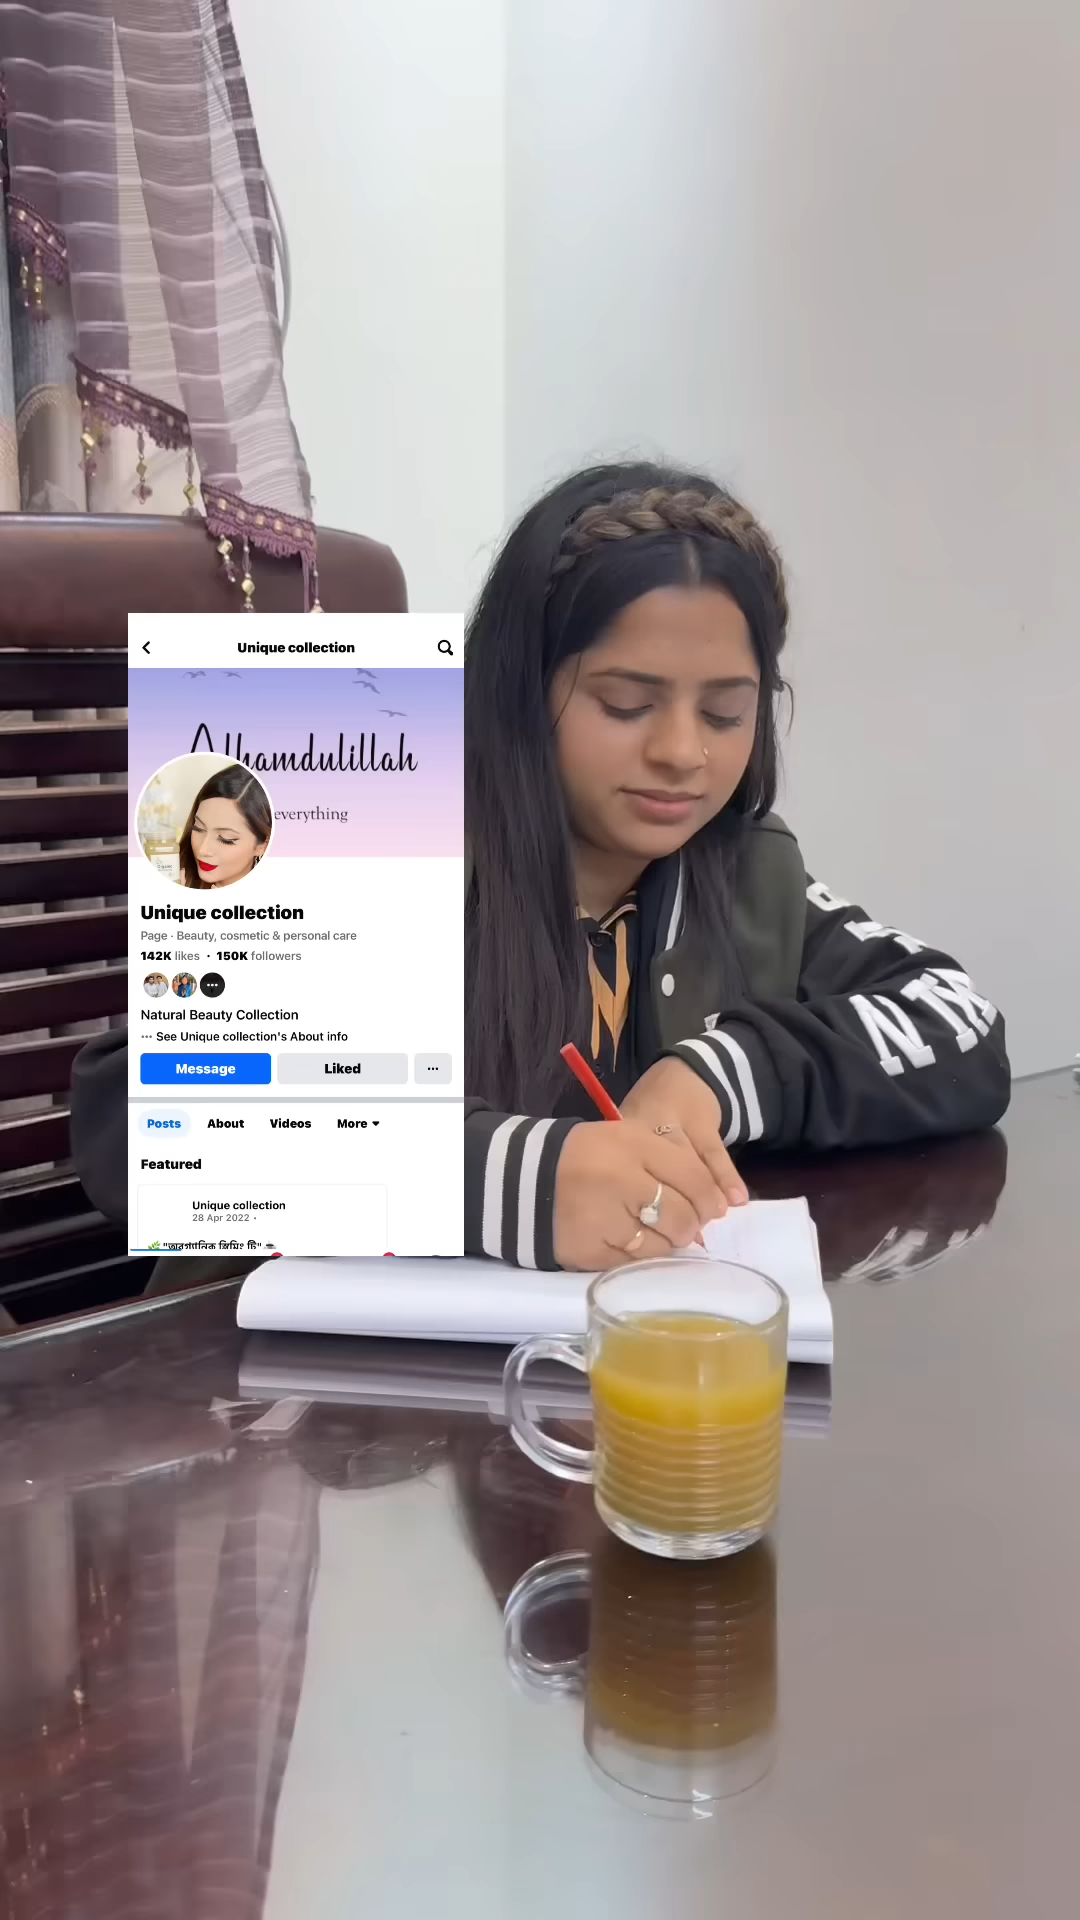 Unique collection
Alhamdulillah
everything
Unique collection
Page · Beauty, cosmetic & personal care
142K likes · 150K followers
Natural Beauty Collection
··· See Unique collection's About info
Message
Liked
Posts
About
Videos
More
Featured
Unique collection
28 Apr 2022 ·
"অরগানিক স্লিমিং টি"